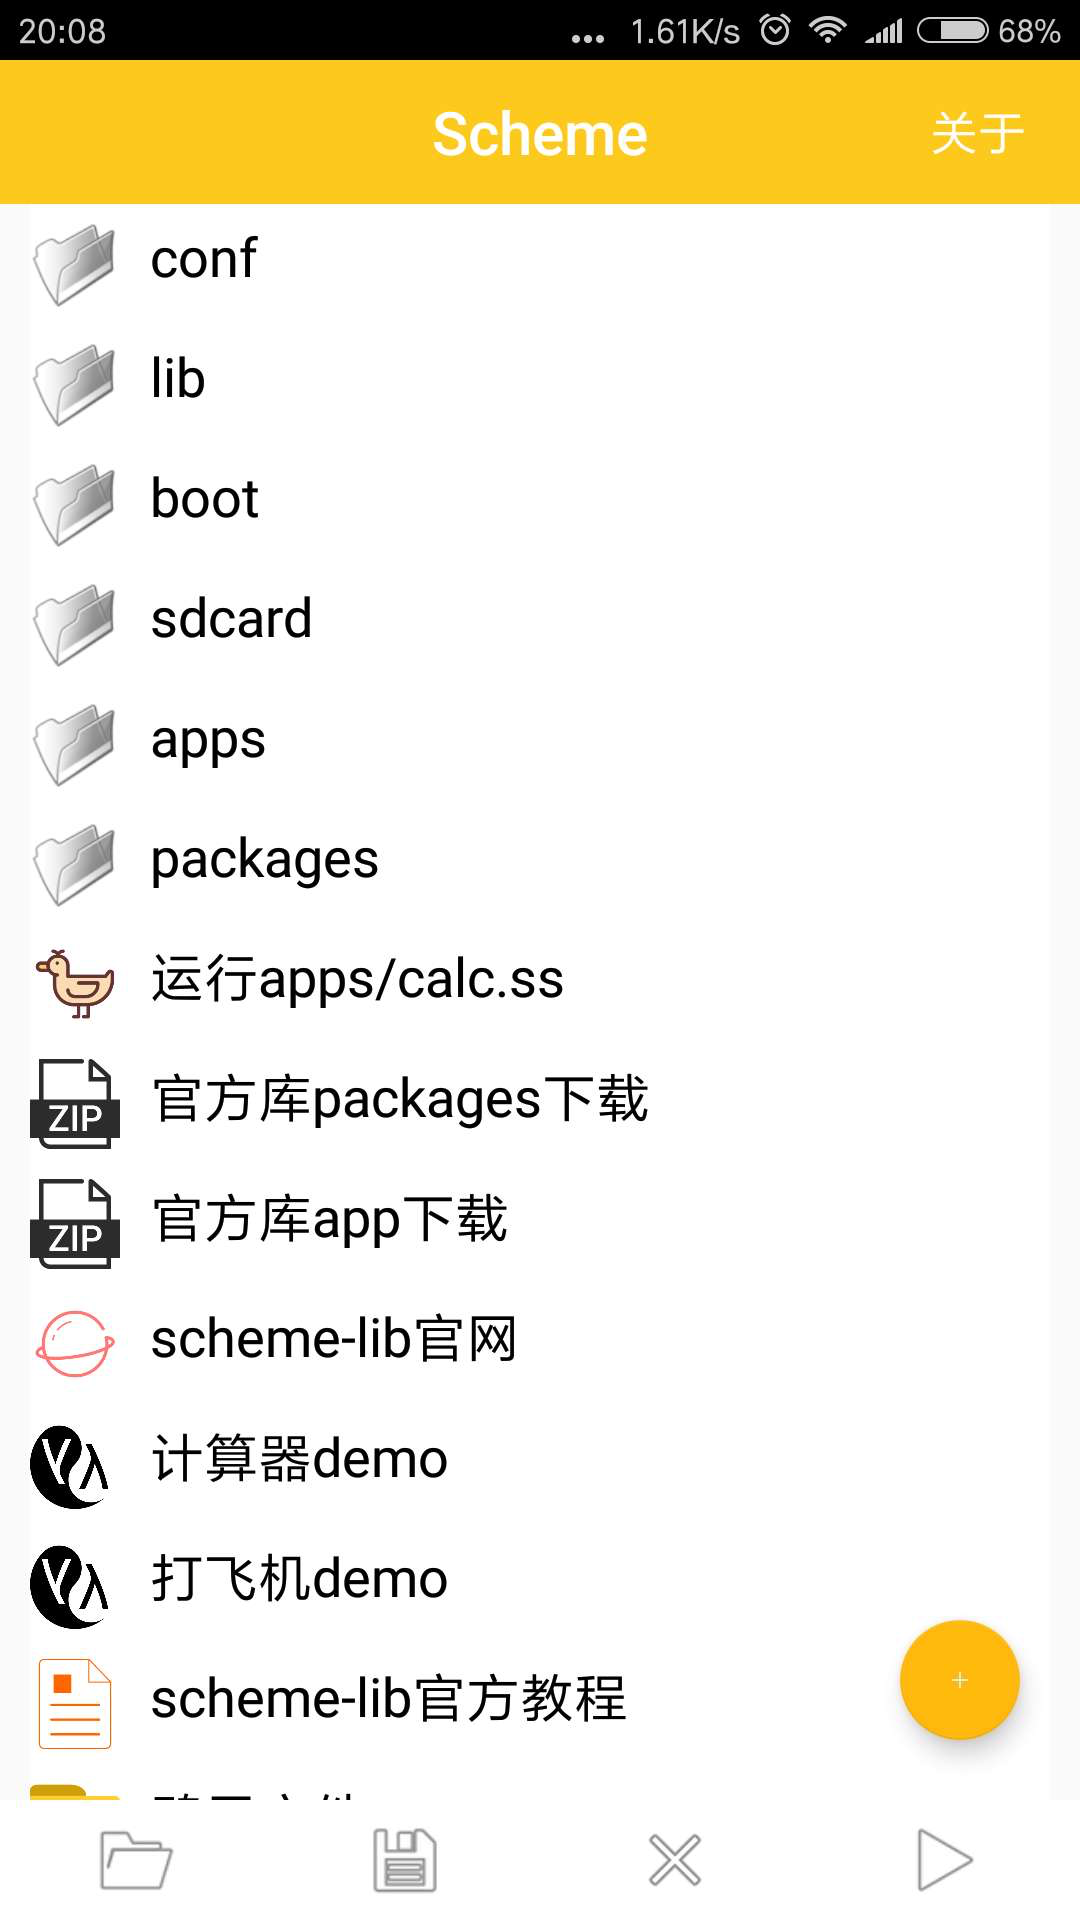 20:08
... 1.61K/s 68%
Scheme
关于
conf
lib
boot
sdcard
apps
packages
运行apps/calc.ss
ZIP 官方库packages下载
ZIP 官方库app下载
scheme-lib官网
计算器demo
打飞机demo
scheme-lib官方教程
+